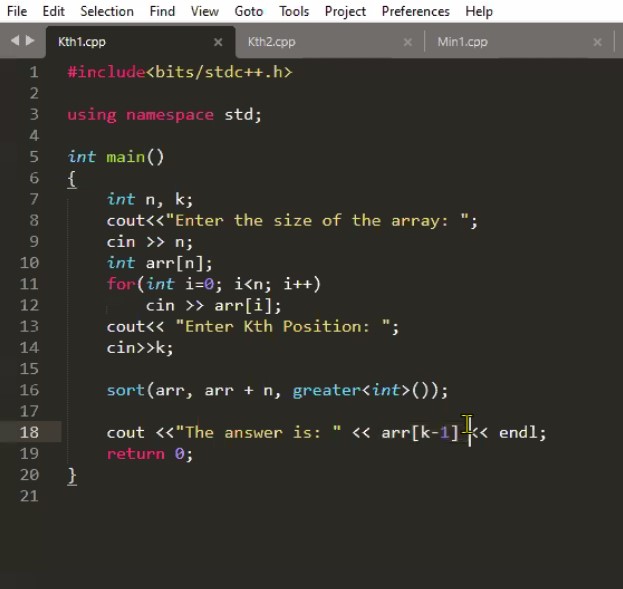 File Edit Selection Find View Goto Tools Project Preferences Help
Kth1.cpp × Kth2.cpp × Min1.cpp ×
1 #include<bits/stdc++.h>
2
3 using namespace std;
4
5 int main()
6 {
7 int n, k;
8 cout<<"Enter the size of the array: ";
9 cin >> n;
10 int arr[n];
11 for(int i=0; i<n; i++)
12 cin >> arr[i];
13 cout<< "Enter Kth Position: ";
14 cin>>k;
15
16 sort(arr, arr + n, greater<int>());
17
18 cout <<"The answer is: " << arr[k-1] << endl;
19 return 0;
20 }
21